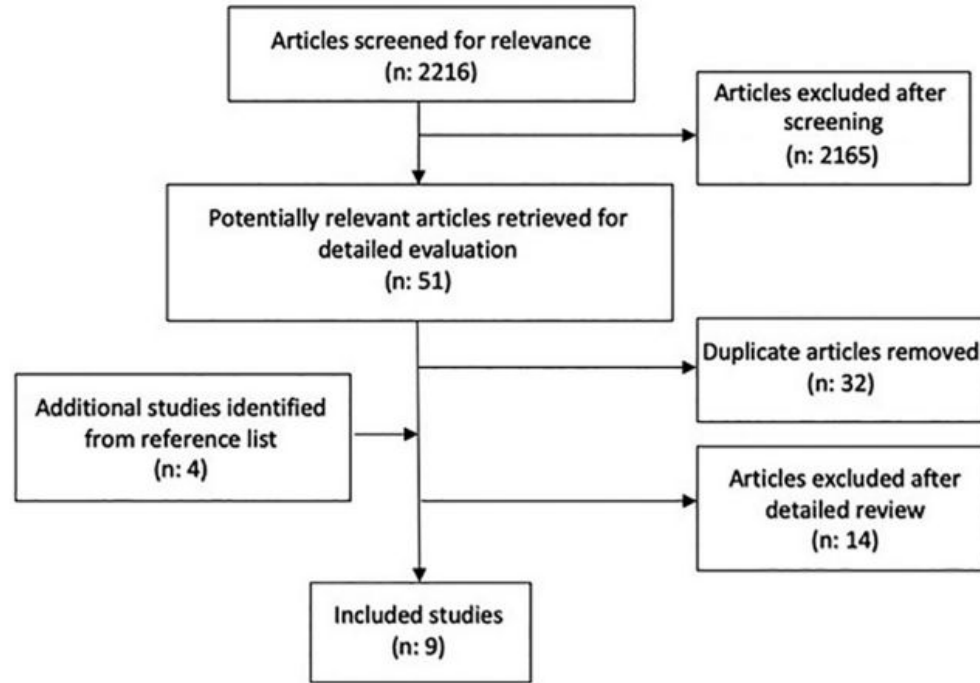 Articles screened for relevance
(n: 2216)
Articles excluded after
screening
(n: 2165)
Potentially relevant articles retrieved for
detailed evaluation
(n: 51)
Duplicate articles removed
(n: 32)
Additional studies identified
from reference list
(n: 4)
Articles excluded after
detailed review
(n: 14)
Included studies
(n: 9)